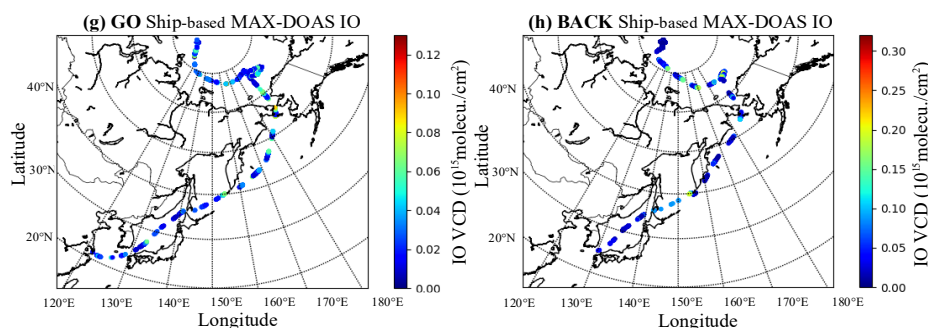 (g) GO Ship-based MAX-DOAS IO
40°N
30°N
20°N
Latitude
120°E 130°E 140°E 150°E 160°E 170°E 180°E
Longitude
0.12
0.10
0.08
0.06
0.04
0.02
0.00
IO VCD (10¹⁵molecu./cm²)
(h) BACK Ship-based MAX-DOAS IO
40°N
30°N
20°N
Latitude
120°E 130°E 140°E 150°E 160°E 170°E 180°E
Longitude
0.30
0.25
0.20
0.15
0.10
0.05
0.00
IO VCD (10¹⁵molecu./cm²)